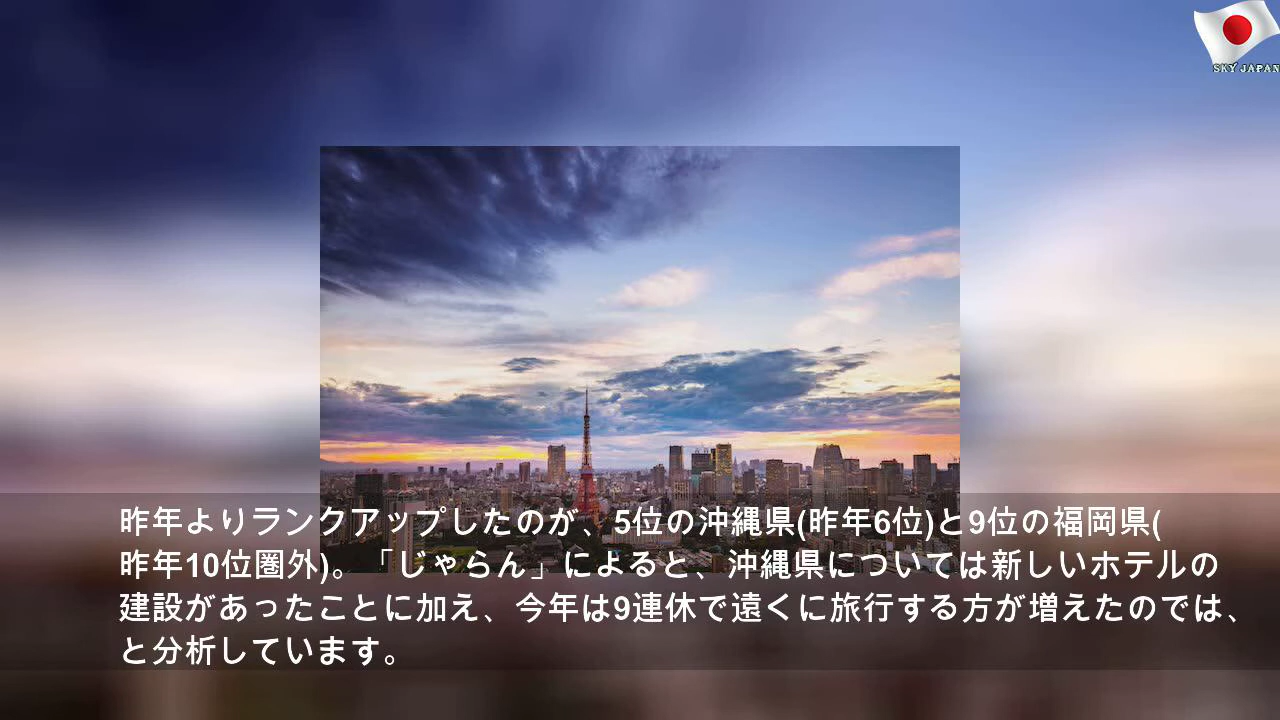 SKY JAPAN
昨年よりランクアップしたのが、5位の沖縄県(昨年6位)と9位の福岡県(
昨年10位圏外)。「じゃらん」によると、沖縄県については新しいホテルの
建設があったことに加え、今年は9連休で遠くに旅行する方が増えたのでは、
と分析しています。